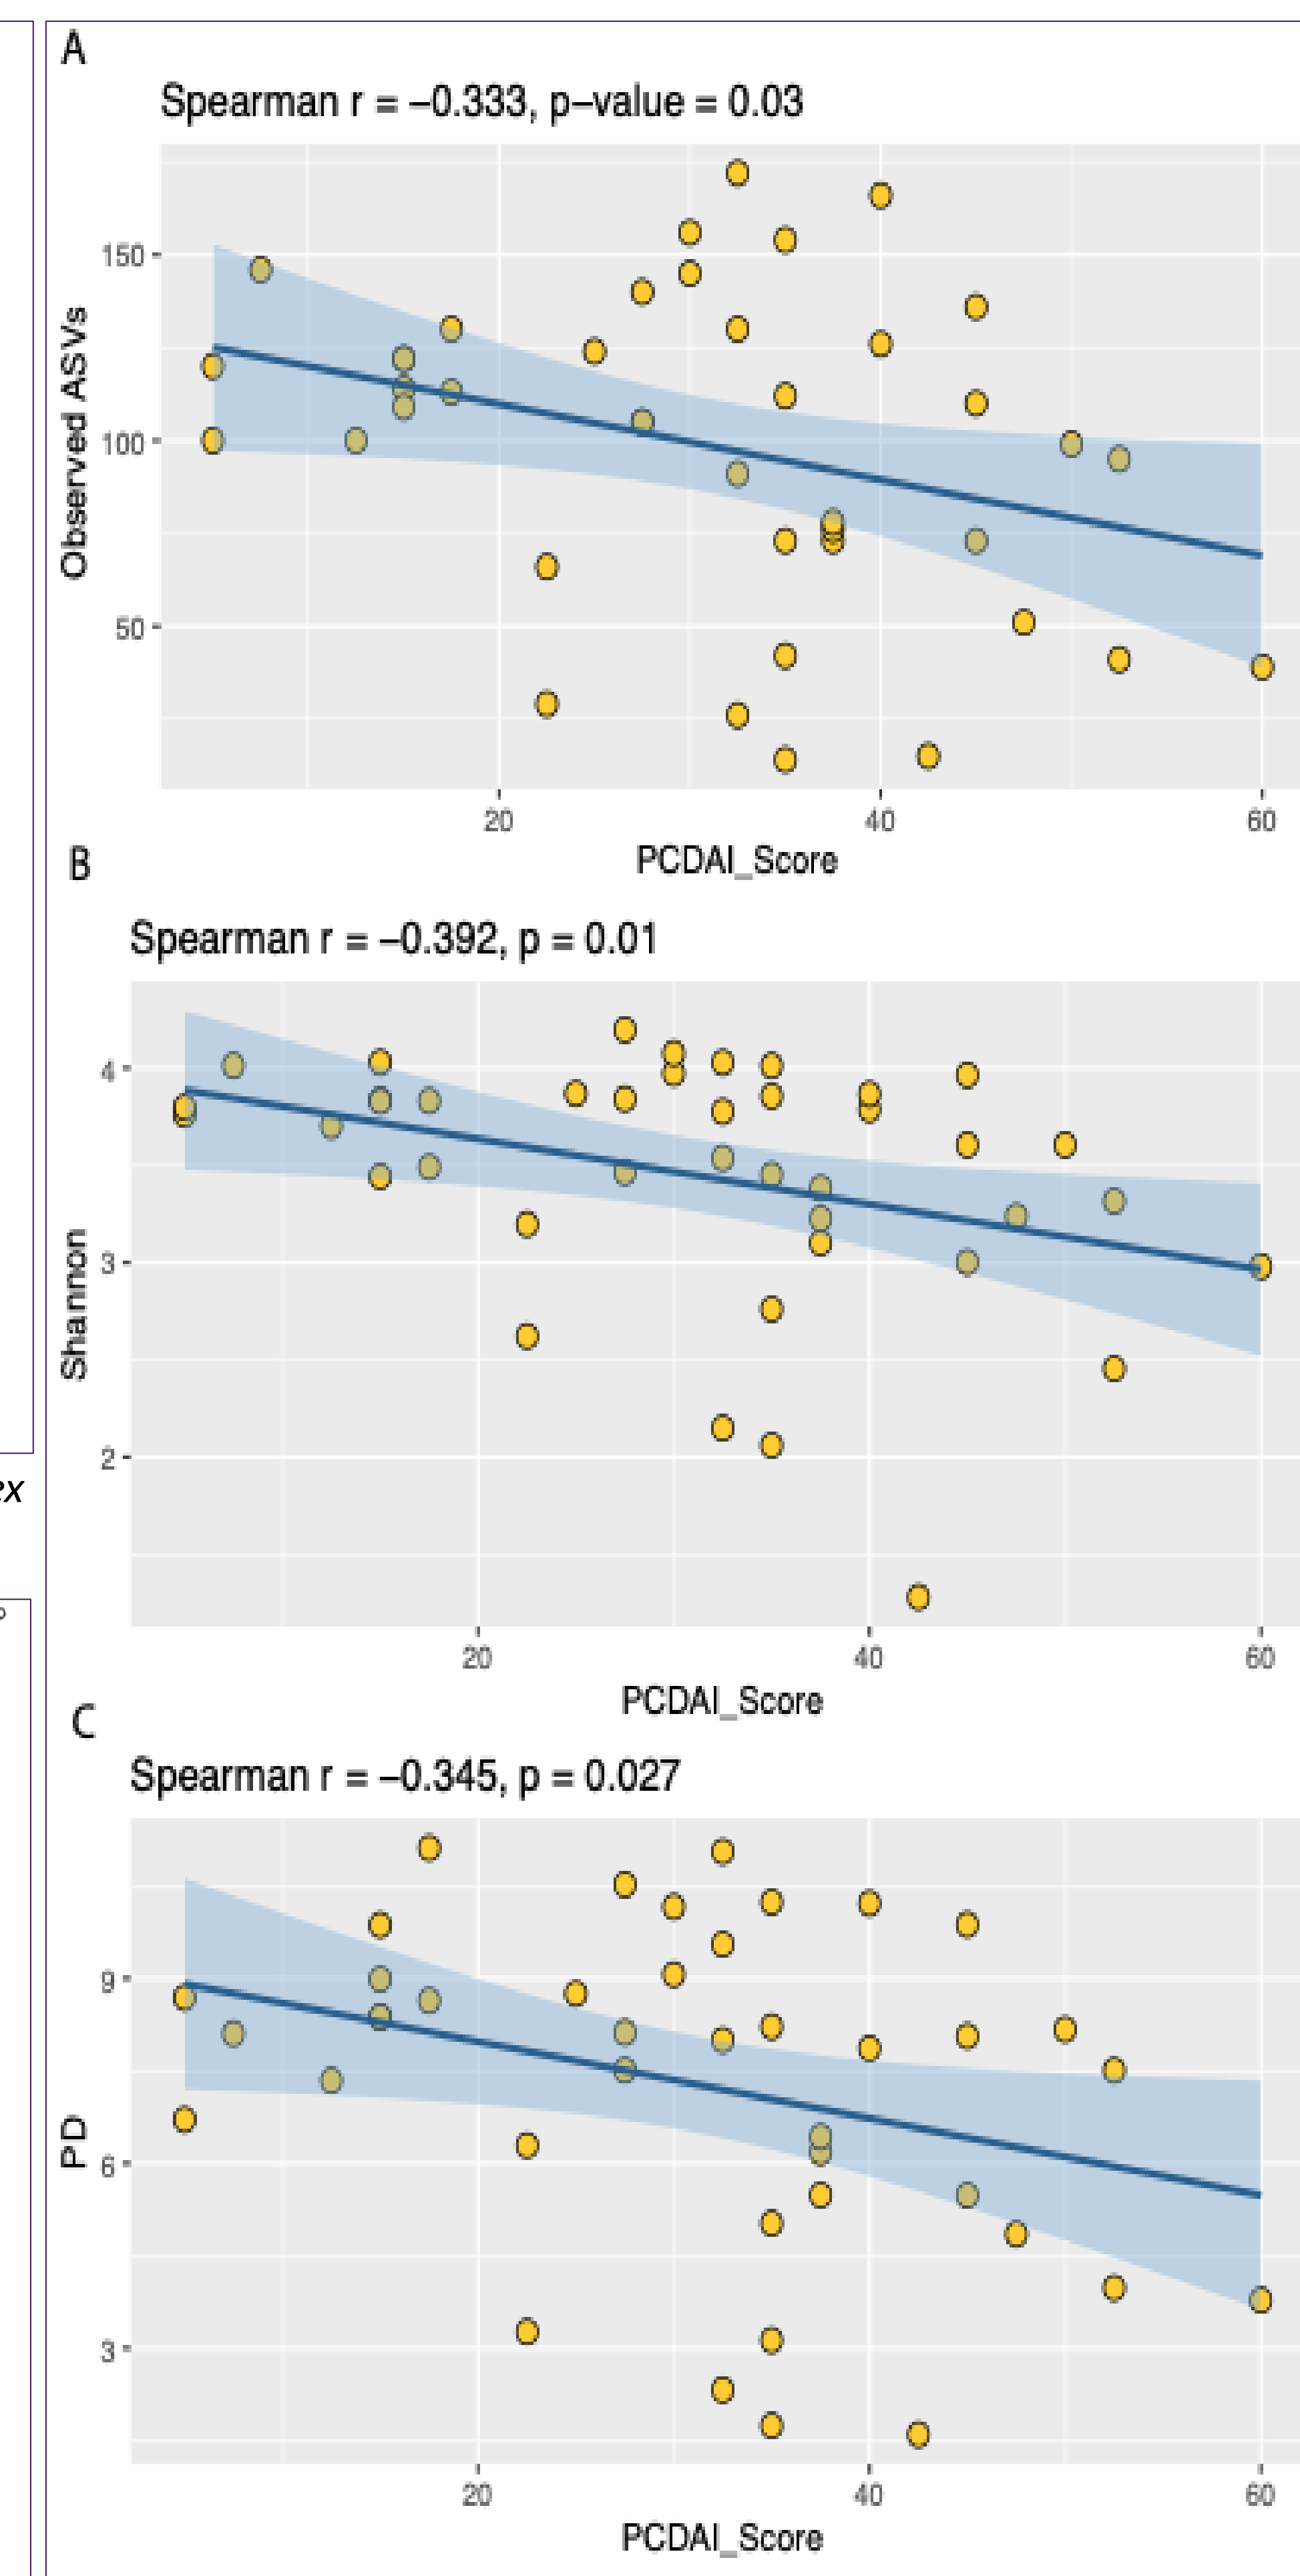 A
Spearman r = −0.333, p−value = 0.03
150
100
50
Observed ASVs
20 40 60
PCDAI_Score
B
Spearman r = −0.392, p = 0.01
4
3
2
Shannon
20 40 60
PCDAI_Score
ex
C
Spearman r = −0.345, p = 0.027
9
6
3
PD
20 40 60
PCDAI_Score